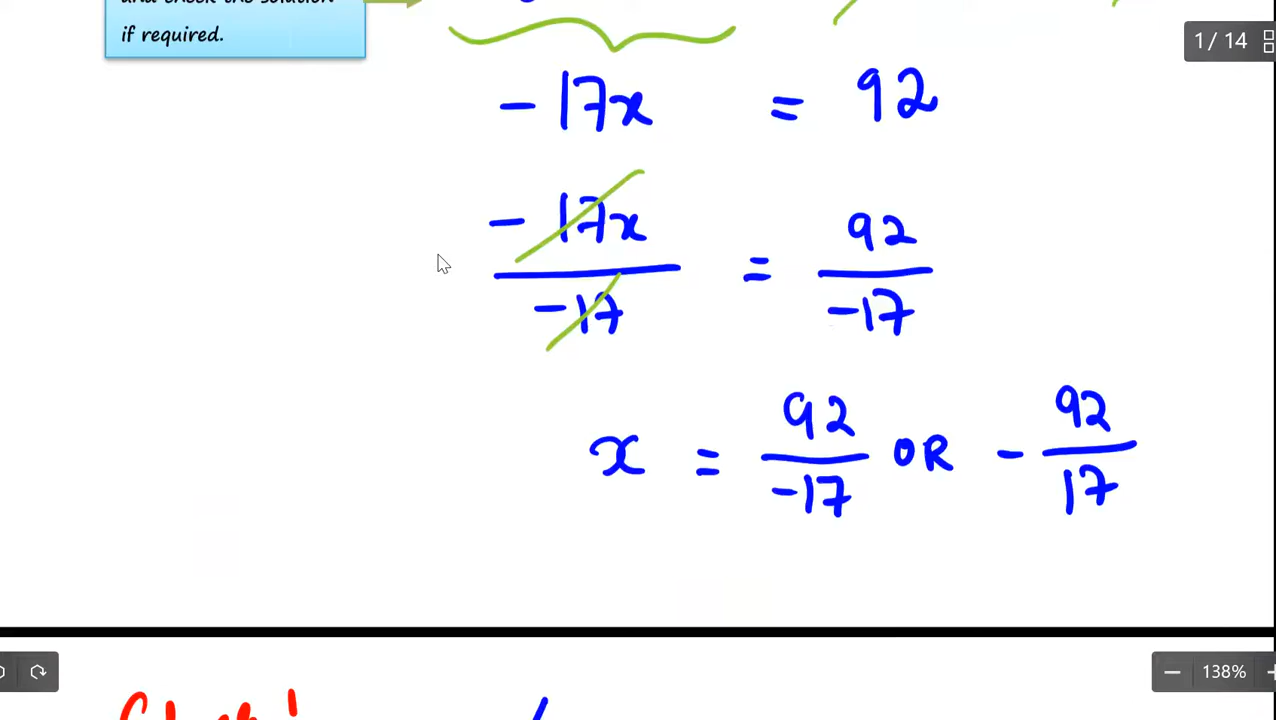 if required.
1 / 14
- 17x = 92
- 17x / -17 = 92 / -17
x = 92 / -17 OR - 92 / 17
138%